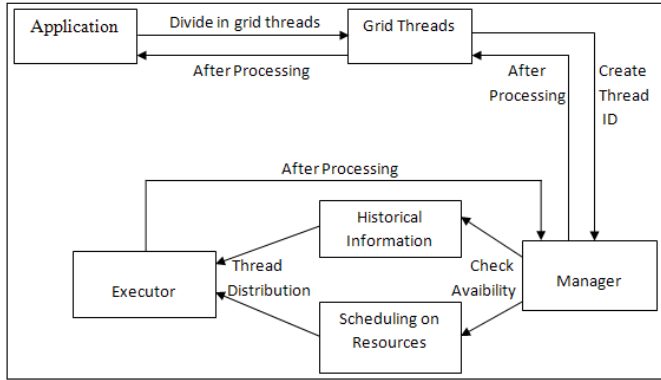 Application
Divide in grid threads
Grid Threads
After Processing
After
Processing
Create
Thread
ID
After Processing
Historical
Information
Executor
Thread
Distribution
Check
Avaibility
Manager
Scheduling on
Resources